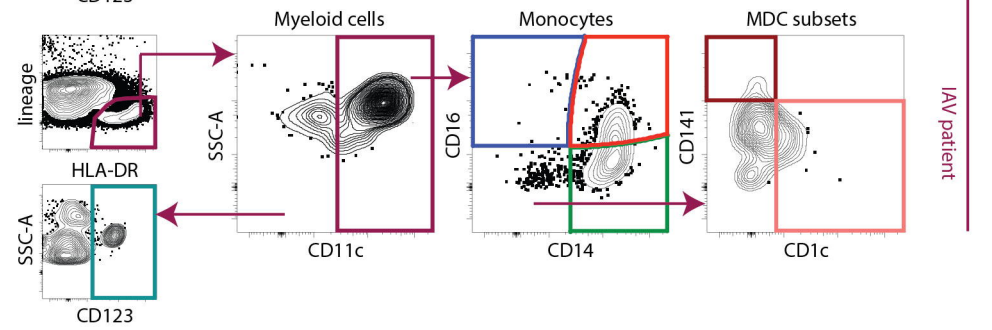 CD123
Myeloid cells
Monocytes
MDC subsets
lineage
HLA-DR
SSC-A
CD11c
CD16
CD14
CD141
CD1c
IAV patient
SSC-A
CD123